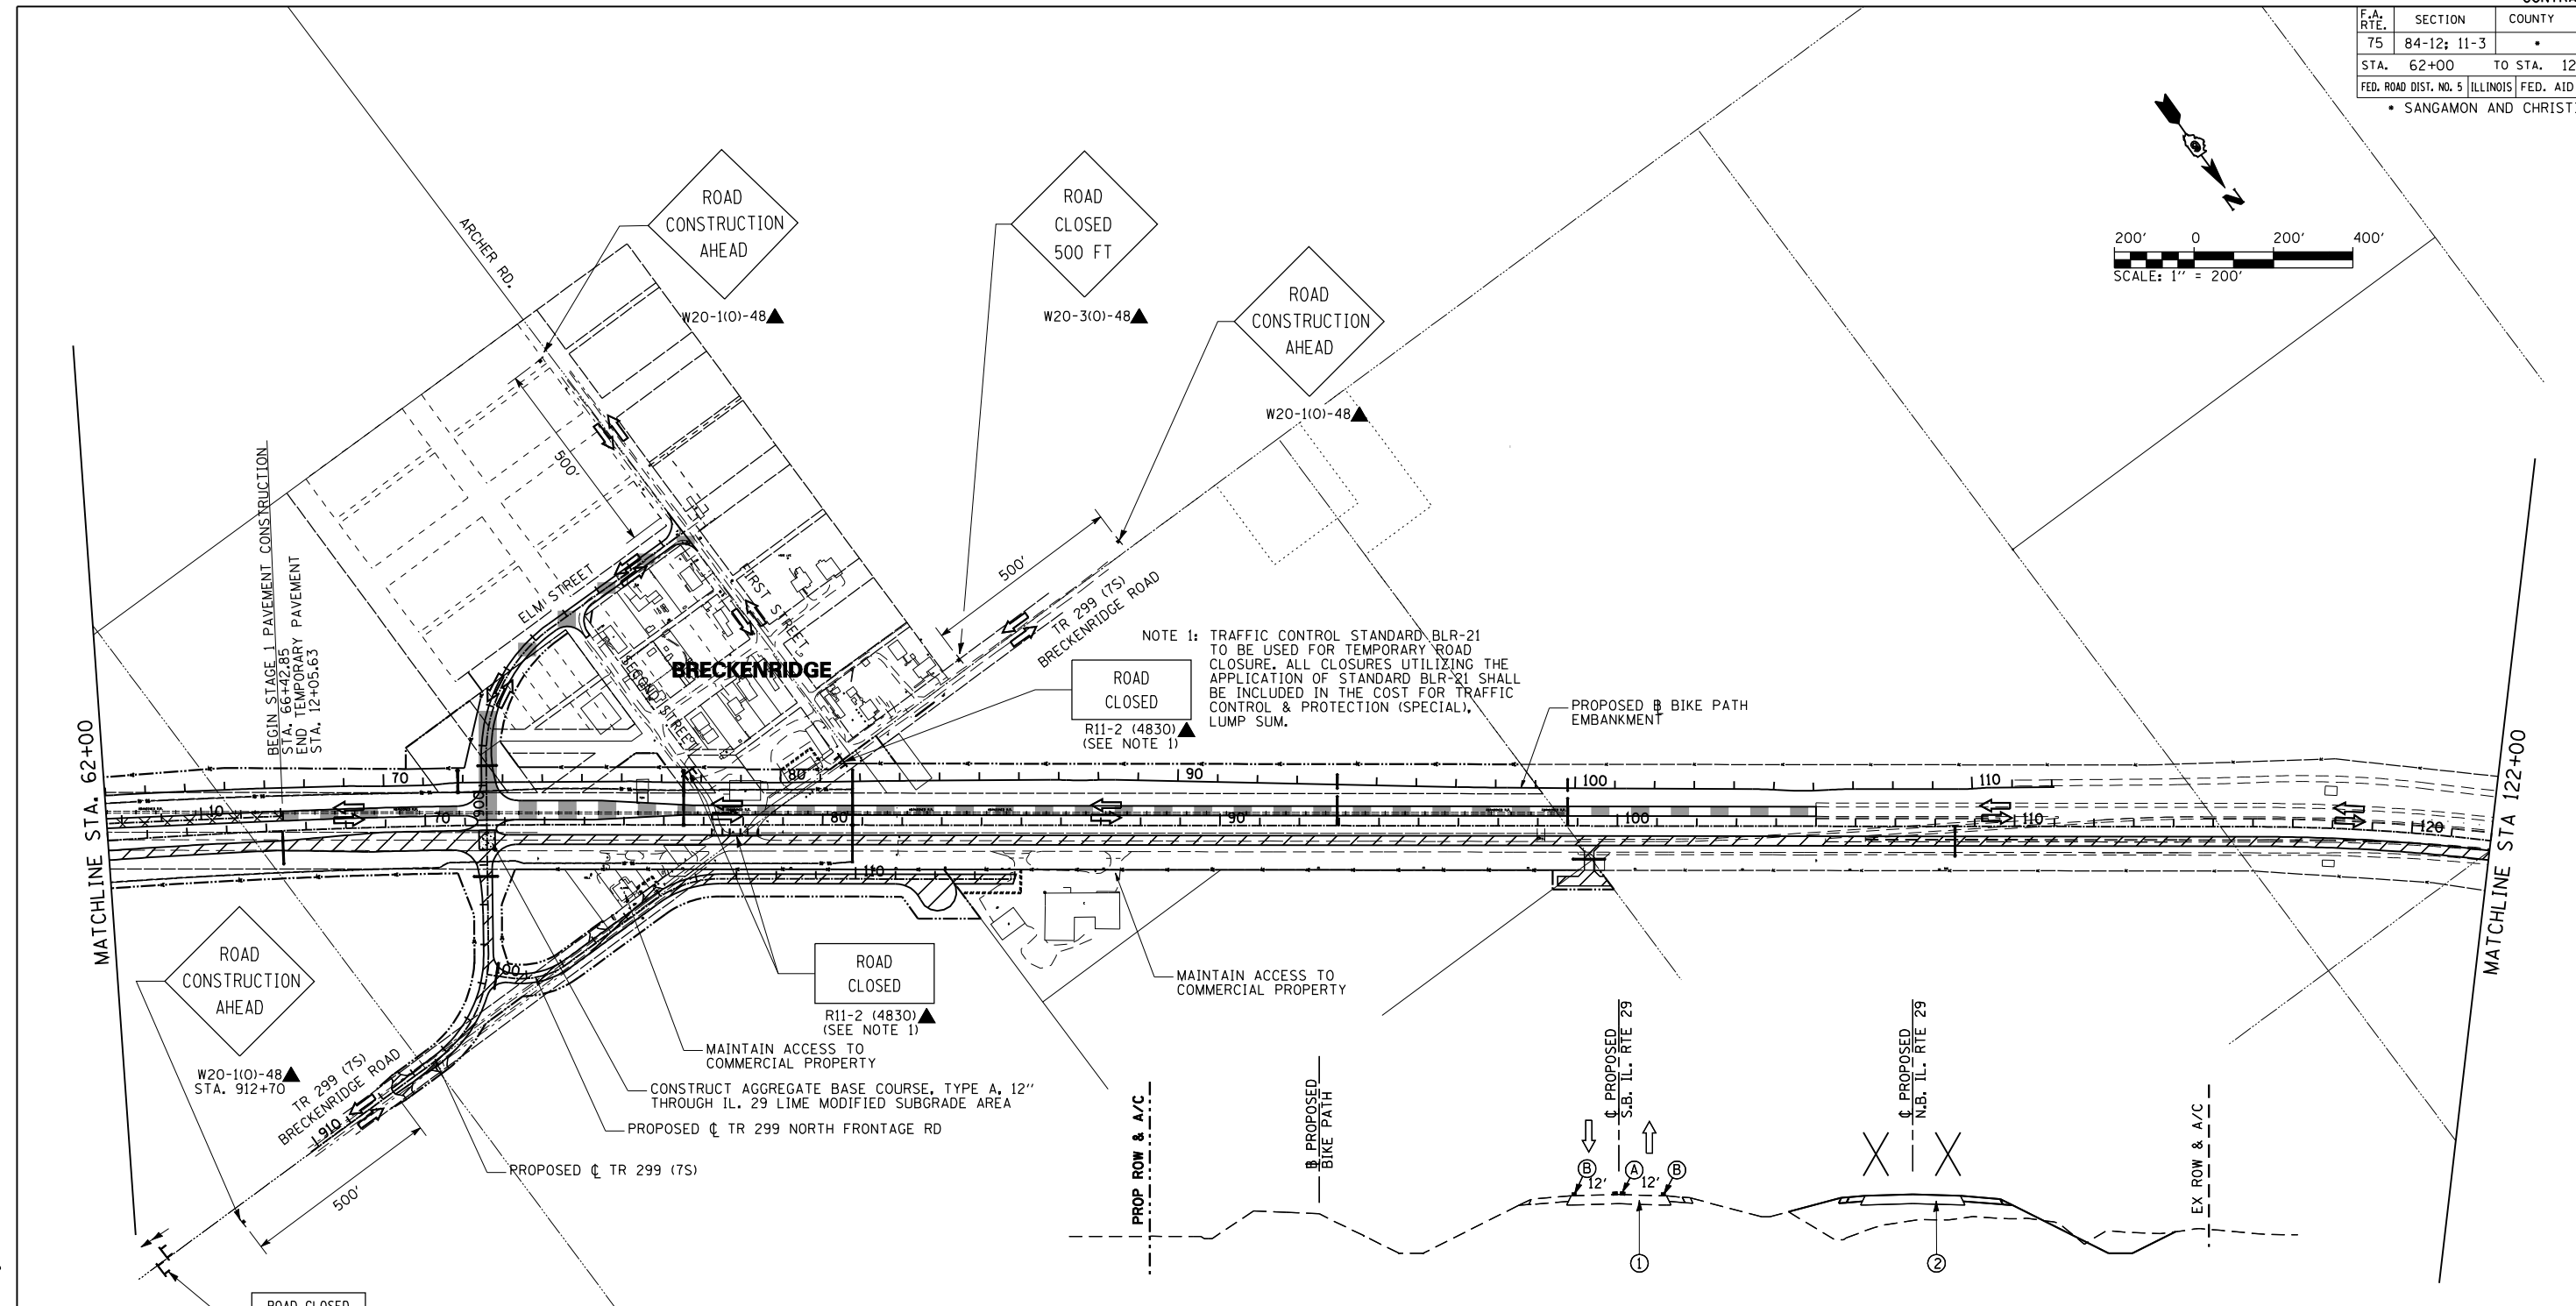 F.A. RTE. SECTION COUNTY
75 84-12; 11-3 *
STA. 62+00 TO STA. 12
FED. ROAD DIST. NO. 5 ILLINOIS FED. AID
* SANGAMON AND CHRISTI
N
200' 0 200' 400'
SCALE: 1" = 200'
ROAD
CONSTRUCTION
AHEAD
W20-1(O)-48
ROAD
CLOSED
500 FT
W20-3(O)-48
ROAD
CONSTRUCTION
AHEAD
W20-1(O)-48
ARCHER RD.
500'
500'
TR 299 (7S)
BRECKENRIDGE ROAD
ELM STREET
FIRST STREET
SECOND STREET
BRECKENRIDGE
BEGIN STAGE 1 PAVEMENT CONSTRUCTION
STA. 66+42.85
END TEMPORARY PAVEMENT
STA. 12+05.63
NOTE 1: TRAFFIC CONTROL STANDARD BLR-21
TO BE USED FOR TEMPORARY ROAD
CLOSURE. ALL CLOSURES UTILIZING THE
APPLICATION OF STANDARD BLR-21 SHALL
BE INCLUDED IN THE COST FOR TRAFFIC
CONTROL & PROTECTION (SPECIAL),
LUMP SUM.
ROAD
CLOSED
R11-2 (4830)
(SEE NOTE 1)
PROPOSED ⅊ BIKE PATH
EMBANKMENT
MATCHLINE STA. 62+00
MATCHLINE STA 122+00
70 80 90 100 110
10 70 900 80 90 100 110 120
110
100
ROAD
CONSTRUCTION
AHEAD
W20-1(O)-48
STA. 912+70
TR 299 (7S)
BRECKENRIDGE ROAD
910
500'
ROAD
CLOSED
R11-2 (4830)
(SEE NOTE 1)
MAINTAIN ACCESS TO
COMMERCIAL PROPERTY
MAINTAIN ACCESS TO
COMMERCIAL PROPERTY
CONSTRUCT AGGREGATE BASE COURSE, TYPE A, 12"
THROUGH IL. 29 LIME MODIFIED SUBGRADE AREA
PROPOSED ℄ TR 299 NORTH FRONTAGE RD
PROPOSED ℄ TR 299 (7S)
PROP ROW & A/C
⅊ PROPOSED
BIKE PATH
℄ PROPOSED
S.B. IL. RTE 29
℄ PROPOSED
N.B. IL. RTE 29
EX ROW & A/C
B A B
12' 12'
1 2
ROAD CLOSED